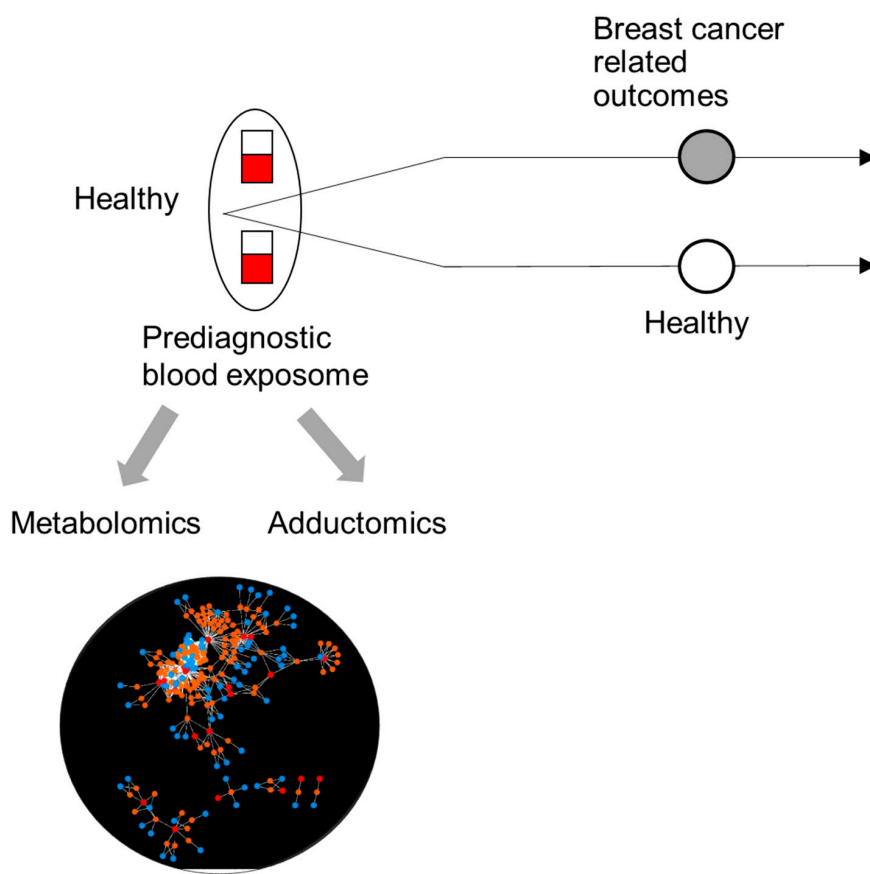 Breast cancer
related
outcomes
Healthy
Healthy
Prediagnostic
blood exposome
Metabolomics
Adductomics